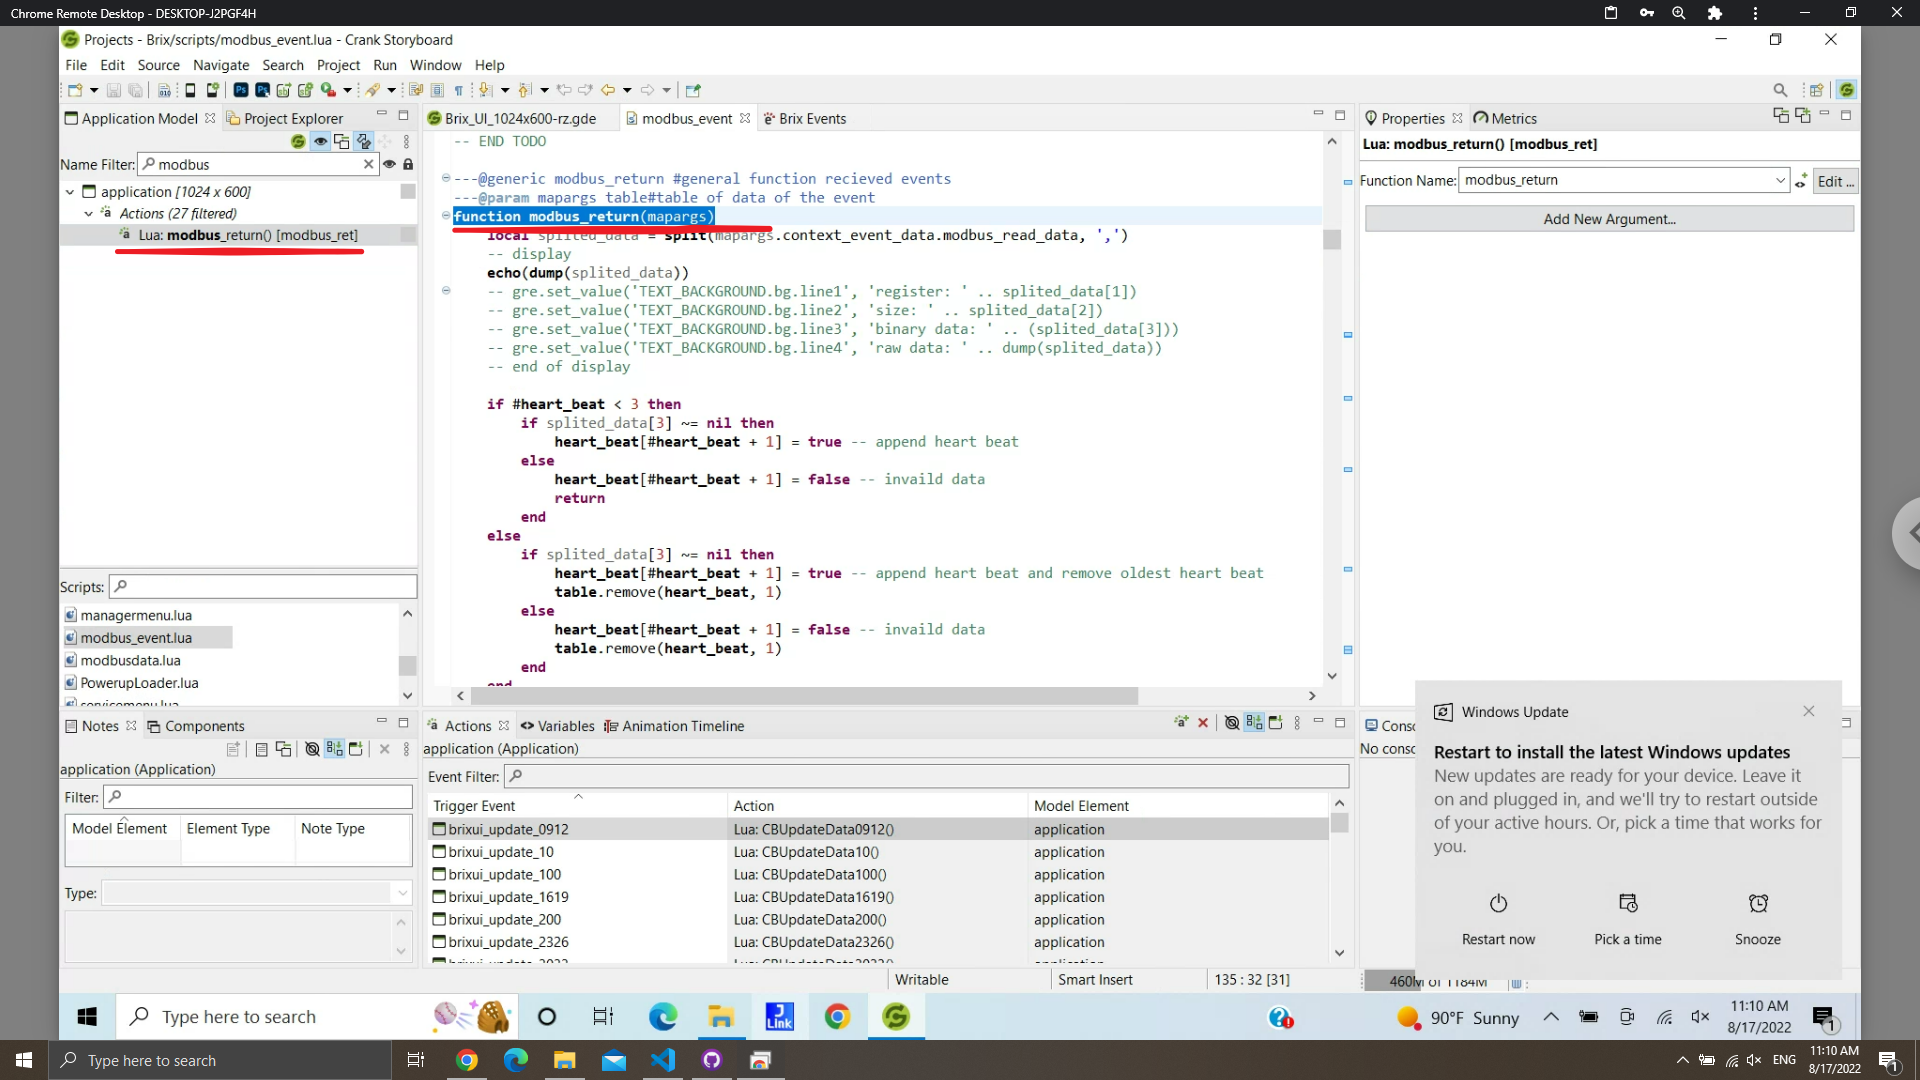 Chrome Remote Desktop - DESKTOP-J2PGF4H
Projects - Brix/scripts/modbus_event.lua - Crank Storyboard
File Edit Source Navigate Search Project Run Window Help
Application Model
Project Explorer
Name Filter: modbus
application [1024 x 600]
Actions (27 filtered)
Lua: modbus_return() [modbus_ret]
Scripts:
managermenu.lua
modbus_event.lua
modbusdata.lua
PowerupLoader.lua
servicemenu.lua
Brix_UI_1024x600-rz.gde
modbus_event
Brix Events
-- END TODO
---@generic modbus_return #general function recieved events
---@param mapargs table#table of data of the event
function modbus_return(mapargs)
local splited_data = split(mapargs.context_event_data.modbus_read_data, ',')
-- display
echo(dump(splited_data))
-- gre.set_value('TEXT_BACKGROUND.bg.line1', 'register: ' .. splited_data[1])
-- gre.set_value('TEXT_BACKGROUND.bg.line2', 'size: ' .. splited_data[2])
-- gre.set_value('TEXT_BACKGROUND.bg.line3', 'binary data: ' .. (splited_data[3]))
-- gre.set_value('TEXT_BACKGROUND.bg.line4', 'raw data: ' .. dump(splited_data))
-- end of display
if #heart_beat < 3 then
if splited_data[3] ~= nil then
heart_beat[#heart_beat + 1] = true -- append heart beat
else
heart_beat[#heart_beat + 1] = false -- invaild data
return
end
else
if splited_data[3] ~= nil then
heart_beat[#heart_beat + 1] = true -- append heart beat and remove oldest heart beat
table.remove(heart_beat, 1)
else
heart_beat[#heart_beat + 1] = false -- invaild data
table.remove(heart_beat, 1)
end
end
Properties
Metrics
Lua: modbus_return() [modbus_ret]
Function Name: modbus_return
Edit ...
Add New Argument...
Notes
Components
application (Application)
Filter:
Model Element Element Type Note Type
Type:
Actions
Variables
Animation Timeline
application (Application)
Event Filter:
Trigger Event Action Model Element
brixui_update_0912 Lua: CBUpdateData0912() application
brixui_update_10 Lua: CBUpdateData10() application
brixui_update_100 Lua: CBUpdateData100() application
brixui_update_1619 Lua: CBUpdateData1619() application
brixui_update_200 Lua: CBUpdateData200() application
brixui_update_2326 Lua: CBUpdateData2326() application
Conso
No conso
Windows Update
Restart to install the latest Windows updates
New updates are ready for your device. Leave it
on and plugged in, and we'll try to restart outside
of your active hours. Or, pick a time that works for
you.
Restart now
Pick a time
Snooze
Writable
Smart Insert
135 : 32 [31]
460M of 1184M
Type here to search
J
Link
90°F Sunny
11:10 AM
8/17/2022
1
Type here to search
ENG
11:10 AM
8/17/2022
1